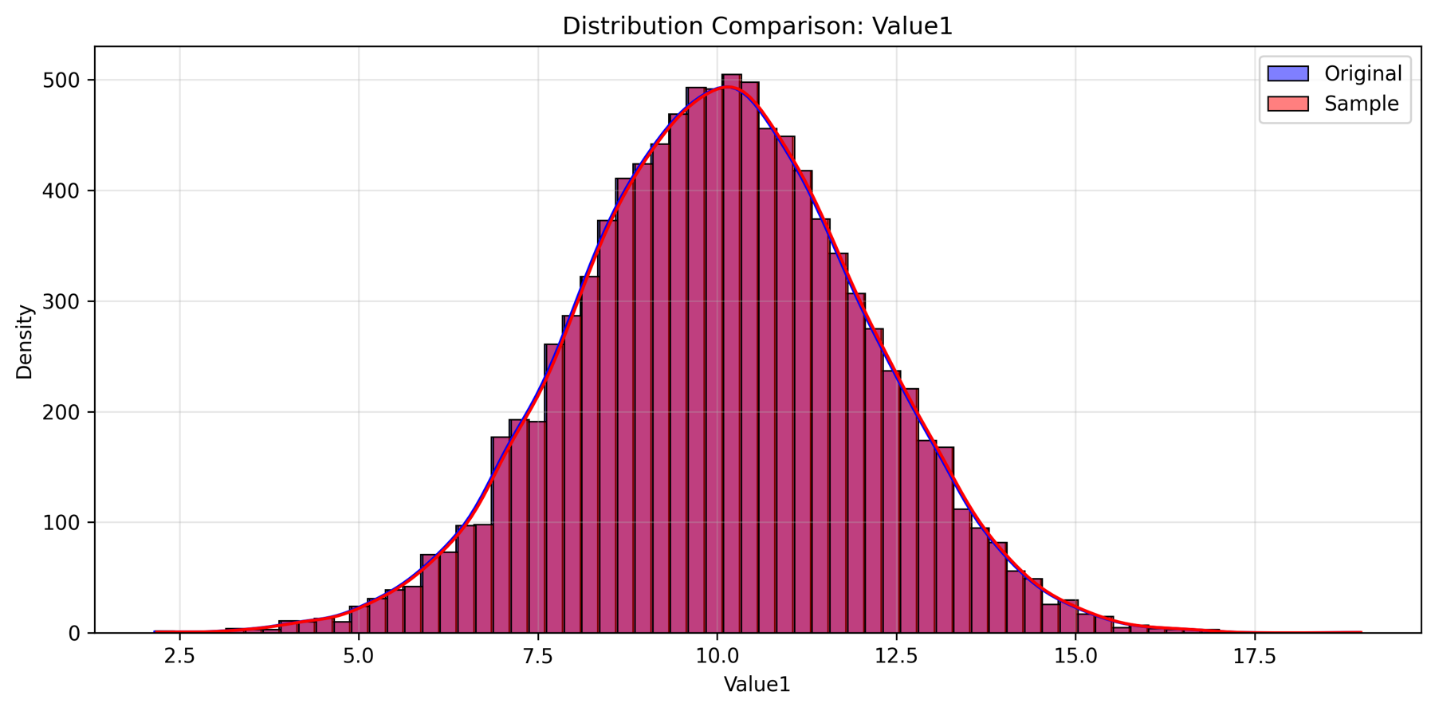 Distribution Comparison: Value1
Original
Sample
Density
500
400
300
200
100
0
2.5 5.0 7.5 10.0 12.5 15.0 17.5
Value1